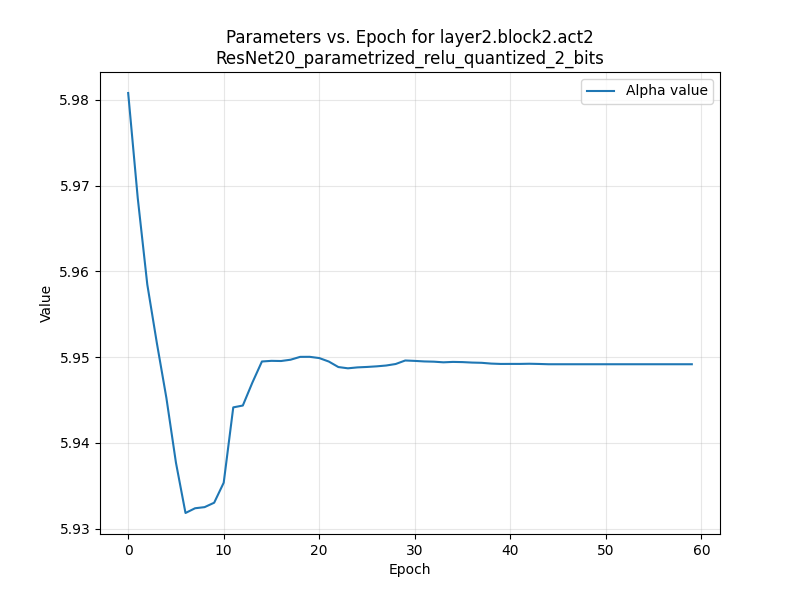 Parameters vs. Epoch for layer2.block2.act2
ResNet20_parametrized_relu_quantized_2_bits
Alpha value
5.98
5.97
5.96
5.95
5.94
5.93
Value
0 10 20 30 40 50 60
Epoch